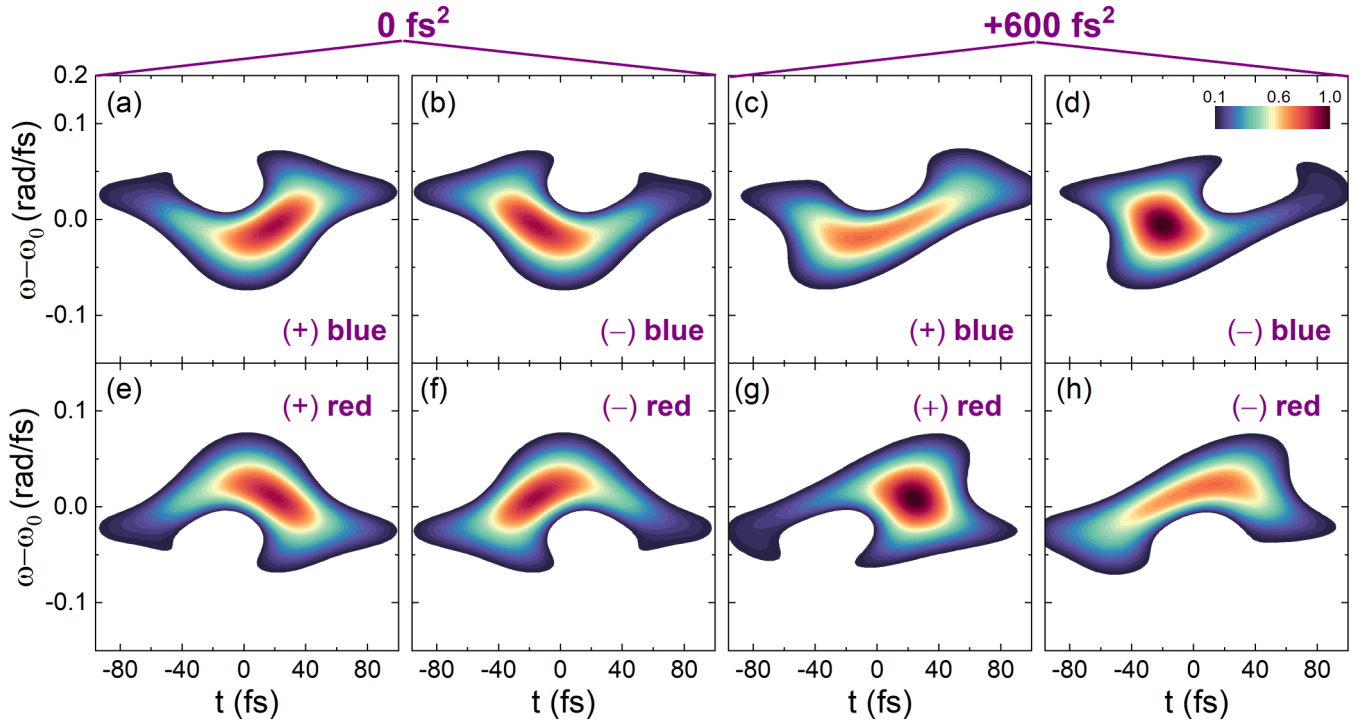 0 fs² +600 fs²
(a) (b) (c) (d)
0.1 0.6 1.0
0.2
0.1
0.0
-0.1
ω−ω₀ (rad/fs)
(+) blue (−) blue (+) blue (−) blue
(e) (f) (g) (h)
(+) red (−) red (+) red (−) red
0.1
0.0
-0.1
ω−ω₀ (rad/fs)
-80 -40 0 40 80 -80 -40 0 40 80 -80 -40 0 40 80 -80 -40 0 40 80
t (fs) t (fs) t (fs) t (fs)